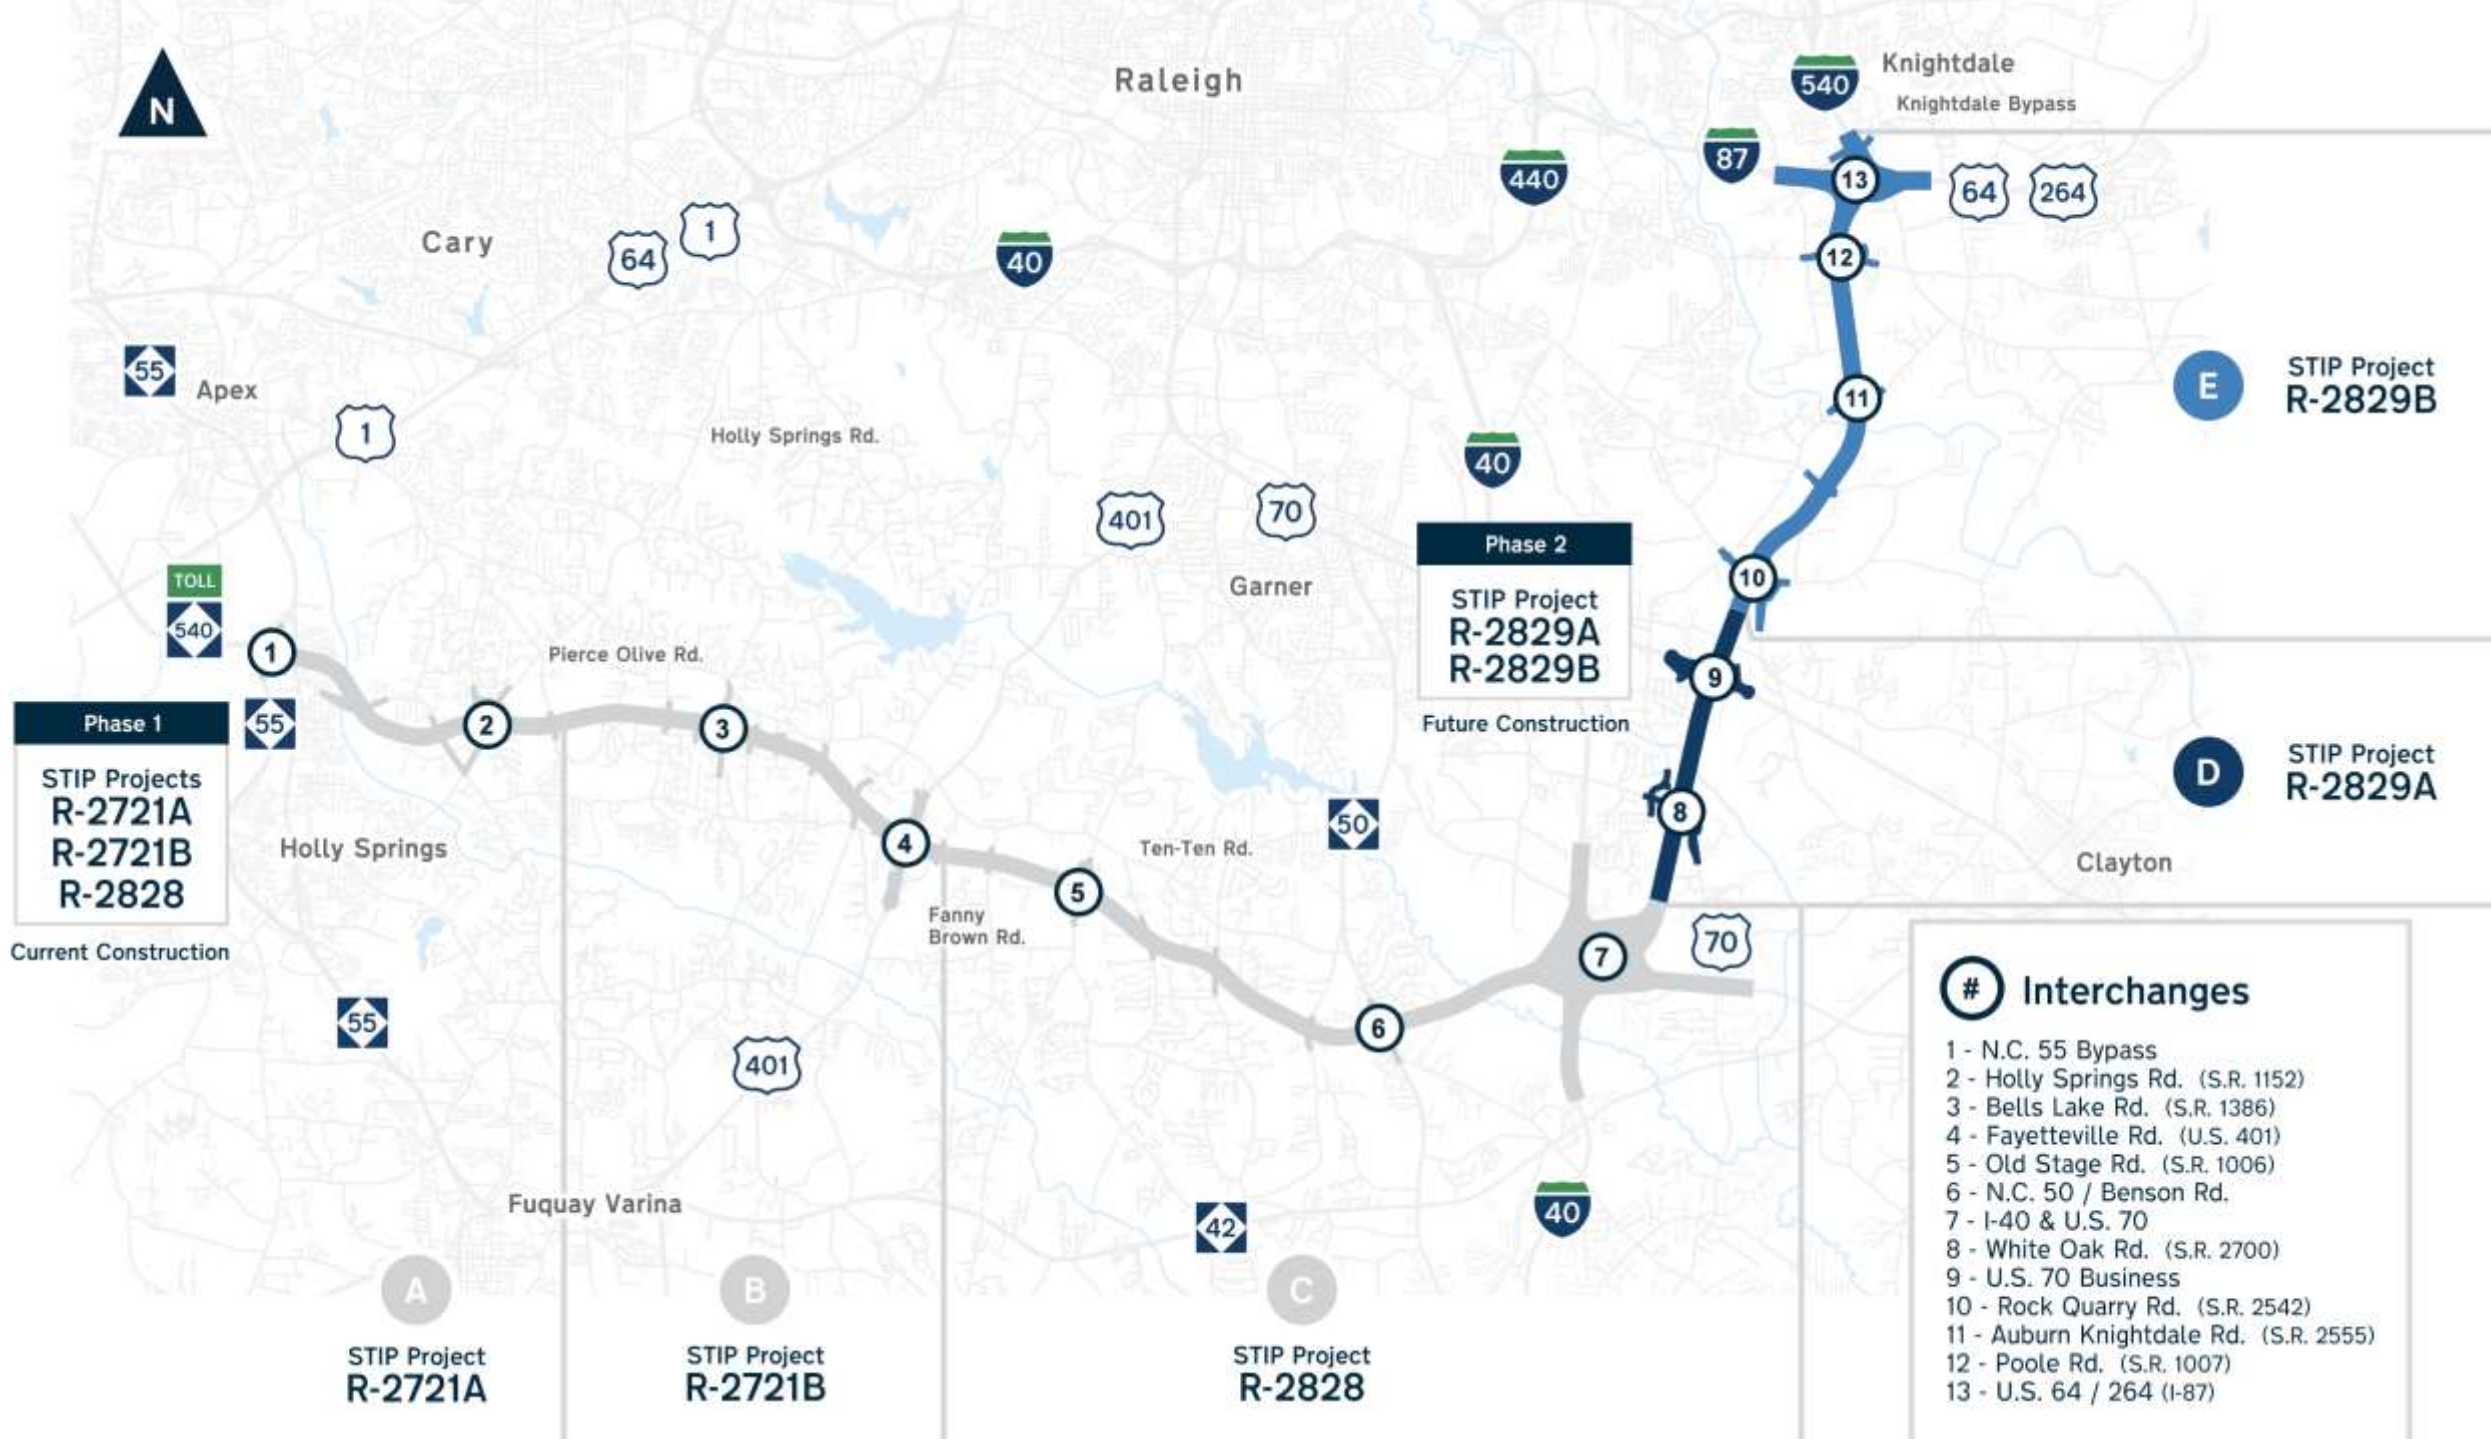 N
Raleigh
540
Knightdale
Knightdale Bypass
87
440
13
64
264
12
Cary
64
1
40
55
Apex
1
Holly Springs Rd.
11
E
STIP Project
R-2829B
40
401
70
Garner
Phase 2
STIP Project
R-2829A
R-2829B
Future Construction
10
9
TOLL
540
1
55
Pierce Olive Rd.
2
3
Phase 1
STIP Projects
R-2721A
R-2721B
R-2828
Current Construction
Holly Springs
4
5
Fanny
Brown Rd.
Ten-Ten Rd.
50
8
D
STIP Project
R-2829A
Clayton
7
70
6
55
401
Fuquay Varina
42
40
A
STIP Project
R-2721A
B
STIP Project
R-2721B
C
STIP Project
R-2828
# Interchanges
1 - N.C. 55 Bypass
2 - Holly Springs Rd. (S.R. 1152)
3 - Bells Lake Rd. (S.R. 1386)
4 - Fayetteville Rd. (U.S. 401)
5 - Old Stage Rd. (S.R. 1006)
6 - N.C. 50 / Benson Rd.
7 - I-40 & U.S. 70
8 - White Oak Rd. (S.R. 2700)
9 - U.S. 70 Business
10 - Rock Quarry Rd. (S.R. 2542)
11 - Auburn Knightdale Rd. (S.R. 2555)
12 - Poole Rd. (S.R. 1007)
13 - U.S. 64 / 264 (I-87)